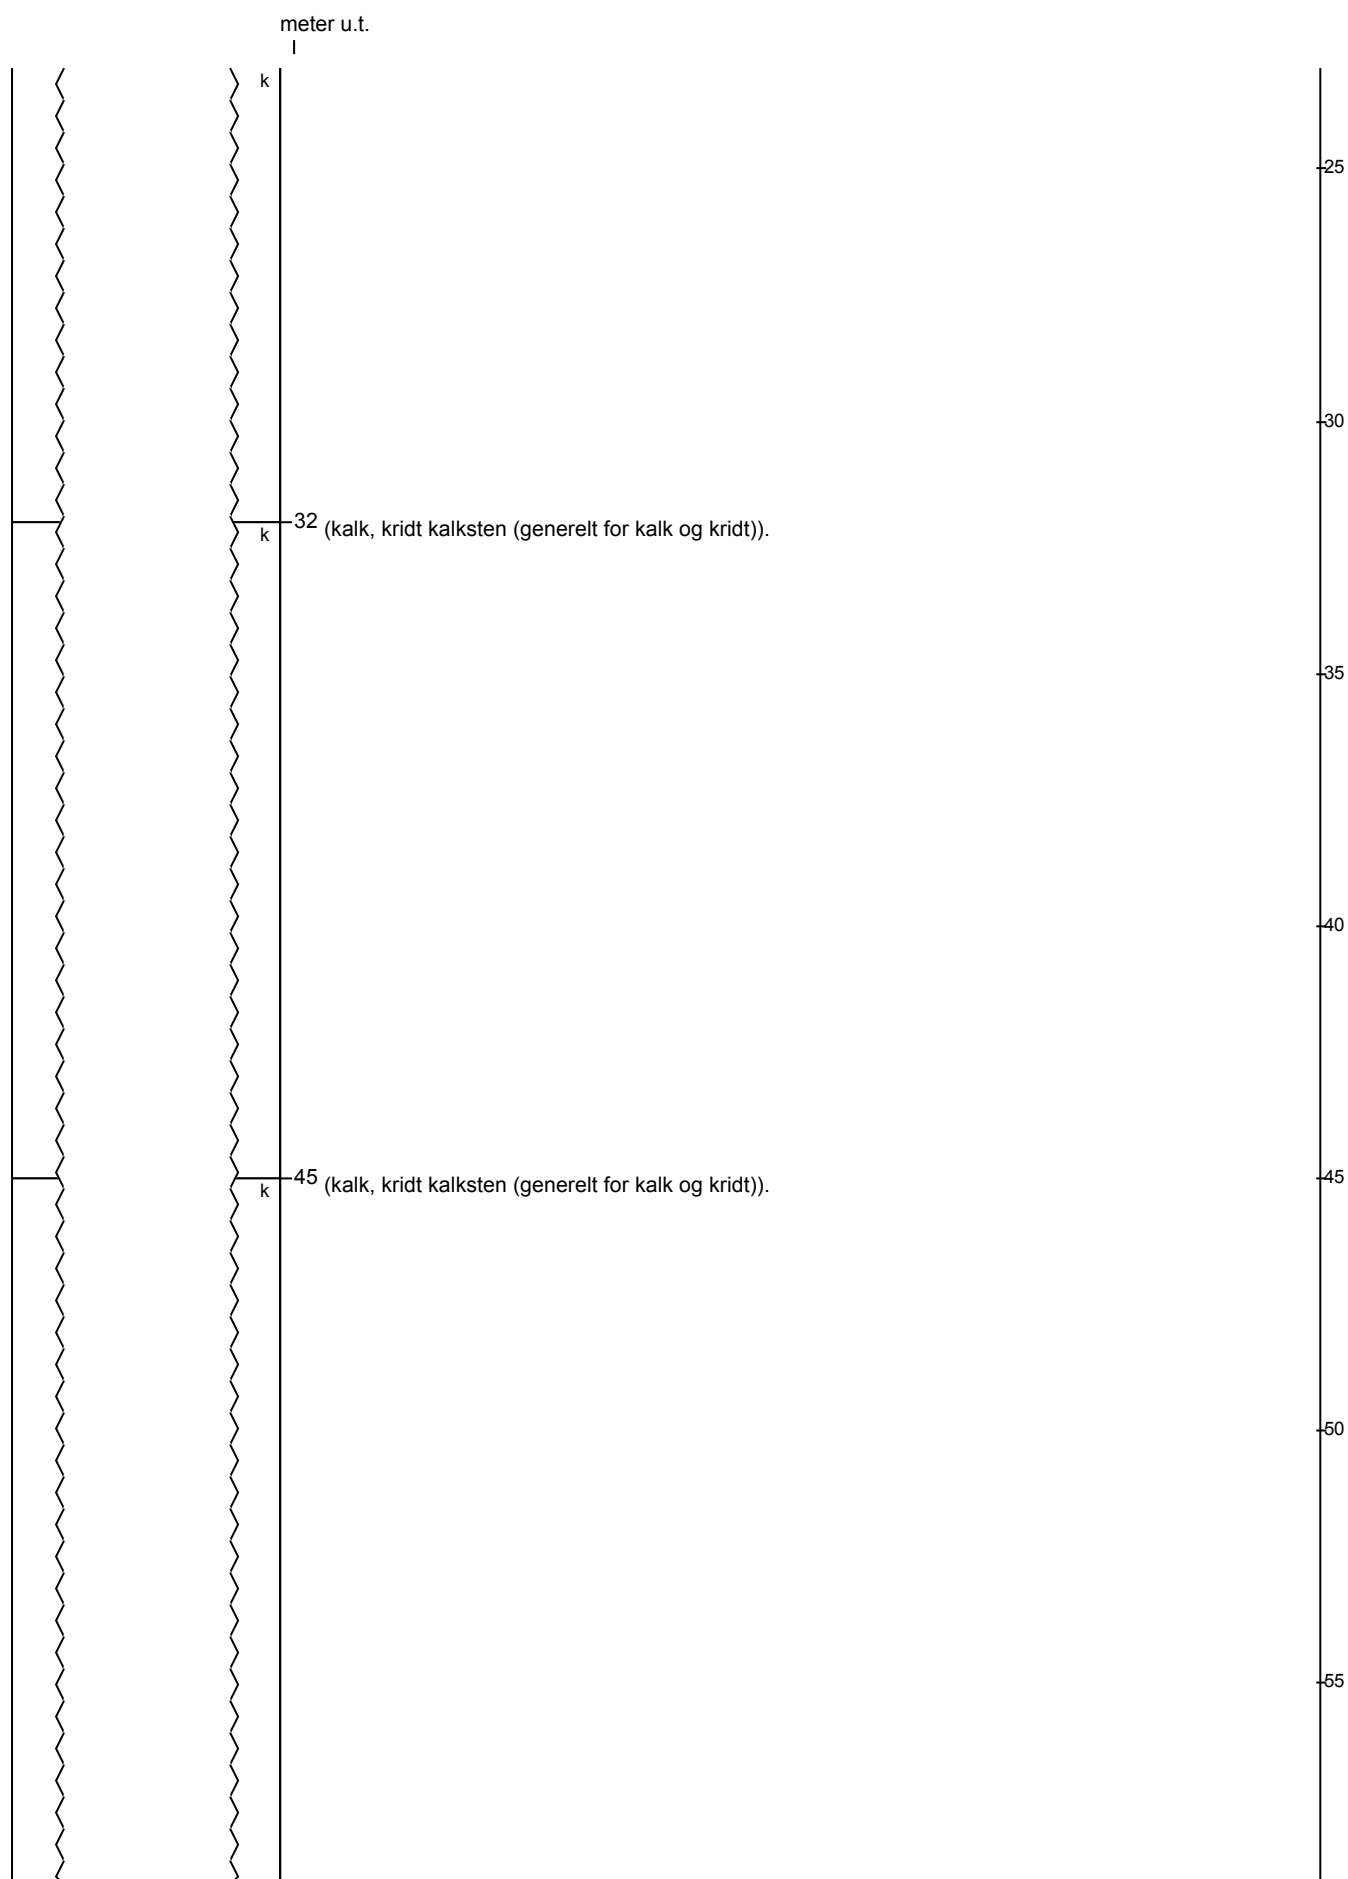 meter u.t.
k
25
30
32 (kalk, kridt kalksten (generelt for kalk og kridt)).
k
35
40
45 (kalk, kridt kalksten (generelt for kalk og kridt)).
45
k
50
55